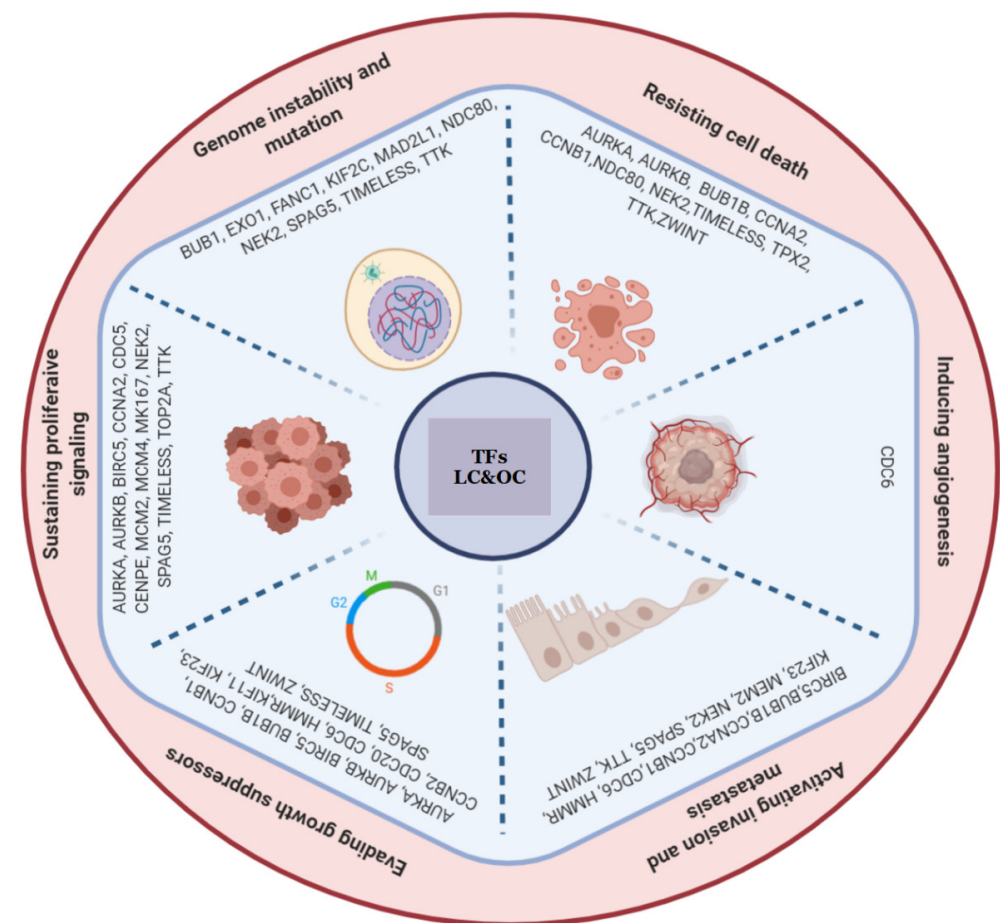 Genome instability and
mutation
BUB1, EXO1, FANC1, KIF2C, MAD2L1, NDC80,
NEK2, SPAG5, TIMELESS, TTK
Resisting cell death
AURKA, AURKB, BUB1B, CCNA2,
CCNB1,NDC80, NEK2,TIMELESS, TPX2,
TTK,ZWINT
Inducing angiogenesis
CDC6
Activating invasion and
metastasis
BIRC5,BUB1B,CCNA2,CCNB1,CDC6, HMMR,
KIF23, MEM2, NEK2, SPAG5, TTK, ZWINT
Evading growth suppressors
AURKA, AURKB, BIRC5, BUB1B, CCNB1,
CCNB2, CDC20, CDC6, HMMR,KIF11, KIF23,
SPAG5, TIMELESS, ZWINT
Sustaining proliferaive
signaling
AURKA, AURKB, BIRC5, CCNA2, CDC5,
CENPE, MCM2, MCM4, MK167, NEK2,
SPAG5, TIMELESS, TOP2A, TTK
TFs
LC&OC
M
G1
G2
S